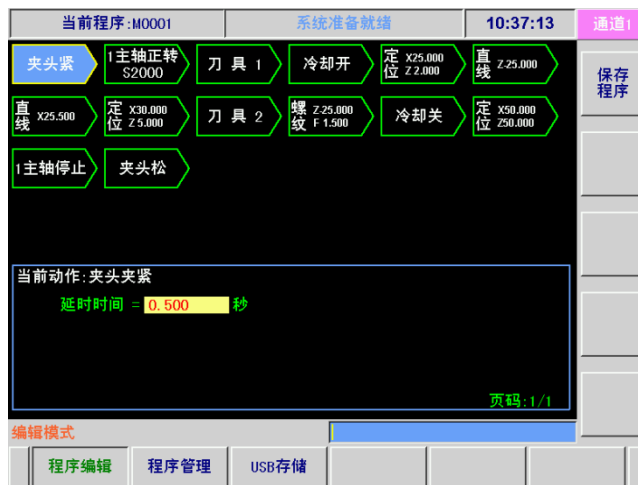 当前程序:M0001 系统准备就绪 10:37:13 通道1
夹头紧
1主轴正转
S2000
刀 具 1
冷却开
定位 X25.000
Z 2.000
直线 Z-25.000
保存
程序
直线 X25.500
定位 X30.000
Z 5.000
刀 具 2
螺纹 Z-25.000
F 1.500
冷却关
定位 X50.000
Z50.000
1主轴停止
夹头松
当前动作:夹头夹紧
延时时间 = 0.500 秒
页码:1/1
编辑模式
程序编辑 程序管理 USB存储